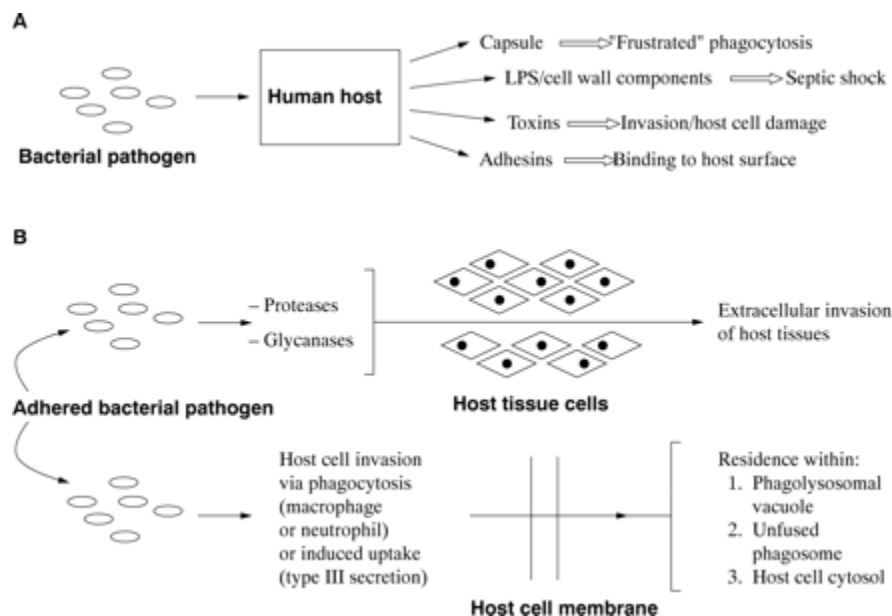 A
Capsule "Frustrated" phagocytosis
LPS/cell wall components Septic shock
Human host
Toxins Invasion/host cell damage
Bacterial pathogen
Adhesins Binding to host surface
B
– Proteases
– Glycanases
Extracellular invasion
of host tissues
Adhered bacterial pathogen
Host tissue cells
Host cell invasion
via phagocytosis
(macrophage
or neutrophil)
or induced uptake
(type III secretion)
Host cell membrane
Residence within:
1. Phagolysosomal
vacuole
2. Unfused
phagosome
3. Host cell cytosol